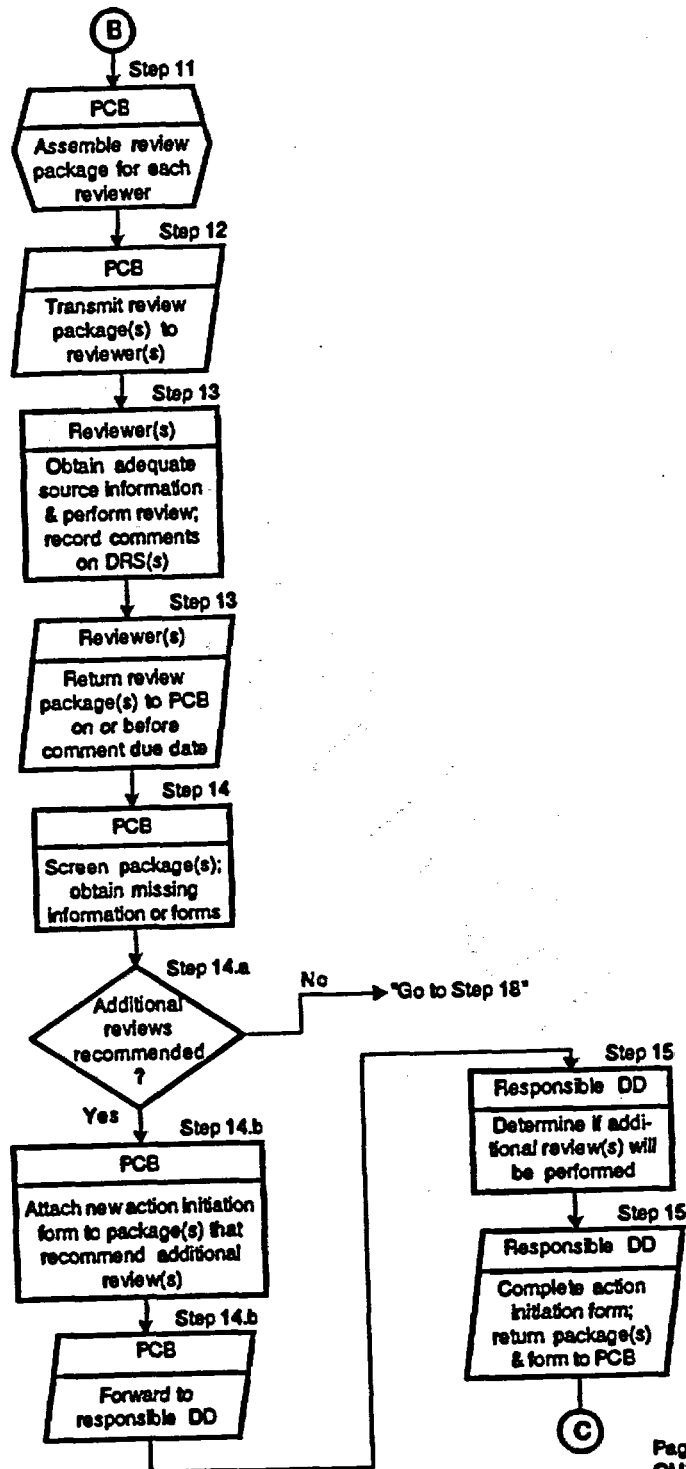 B
Step 11
PCB
Assemble review
package for each
reviewer
Step 12
PCB
Transmit review
package(s) to
reviewer(s)
Step 13
Reviewer(s)
Obtain adequate
source information
& perform review;
record comments
on DRS(s)
Step 13
Reviewer(s)
Return review
package(s) to PCB
on or before
comment due date
Step 14
PCB
Screen package(s);
obtain missing
information or forms
Step 14.a
Additional
reviews
recommended
?
No
"Go to Step 18"
Yes
Step 14.b
PCB
Attach new action initiation
form to package(s) that
recommend additional
review(s)
Step 14.b
PCB
Forward to
responsible DD
Step 15
Responsible DD
Determine if addi-
tional review(s) will
be performed
Step 15
Responsible DD
Complete action
initiation form;
return package(s)
& form to PCB
C
Pag